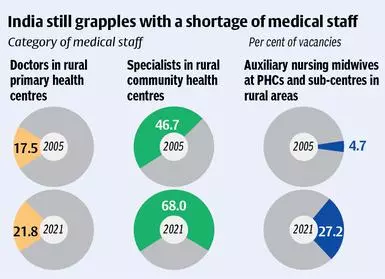 India still grapples with a shortage of medical staff
Category of medical staff
Per cent of vacancies
Doctors in rural
primary health
centres
Specialists in rural
community health
centres
Auxiliary nursing midwives
at PHCs and sub-centres in
rural areas
17.5
2005
46.7
2005
2005
4.7
21.8
2021
68.0
2021
2021
27.2